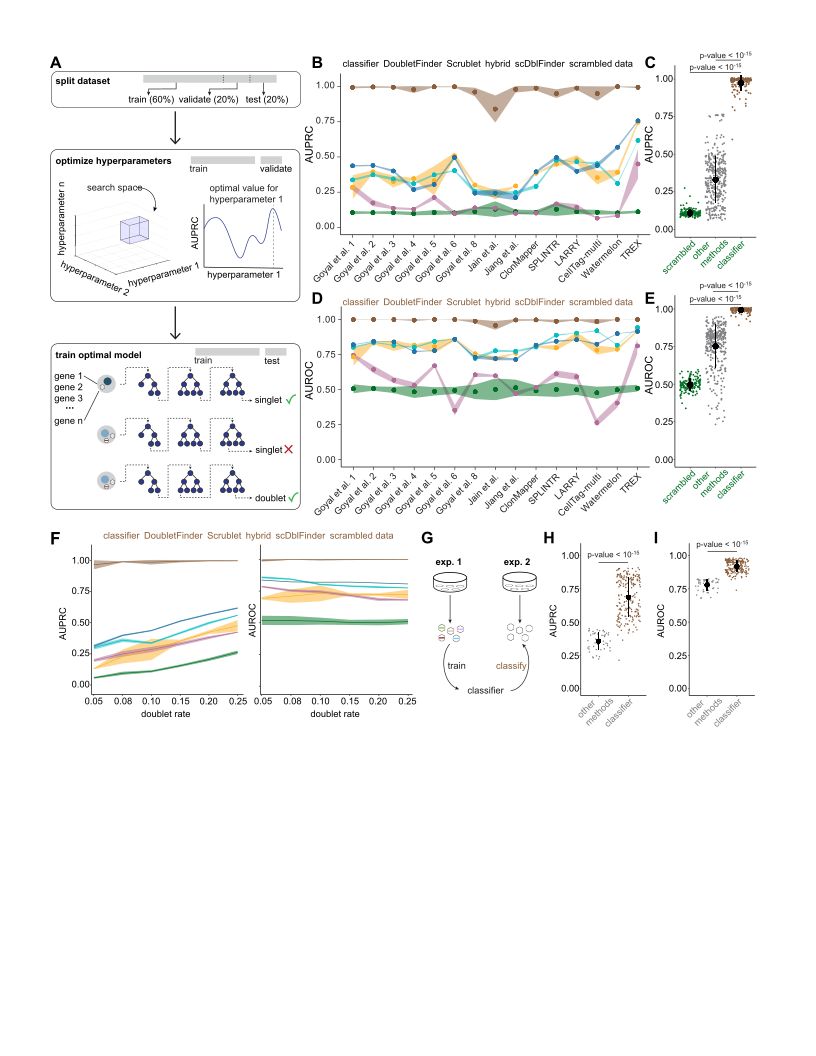 A
split dataset
train (60%) validate (20%) test (20%)
optimize hyperparameters
train
validate
search space
optimal value for
hyperparameter 1
hyperparameter n
hyperparameter 2
hyperparameter 1
AUPRC
hyperparameter 1
train optimal model
train
test
gene 1
gene 2
gene 3
...
gene n
singlet
singlet
doublet
B
classifier DoubletFinder Scrublet hybrid scDblFinder scrambled data
AUPRC
1.00
0.75
0.50
0.25
0.00
Goyal et al. 1
Goyal et al. 2
Goyal et al. 3
Goyal et al. 4
Goyal et al. 5
Goyal et al. 6
Goyal et al. 8
Jain et al.
Jiang et al.
ClonMapper
SPLINTR
LARRY
CellTag-multi
Watermelon
TREX
C
p-value < 10-15
p-value < 10-15
AUPRC
1.00
0.75
0.50
0.25
0.00
scrambled
other
methods
classifier
D
classifier DoubletFinder Scrublet hybrid scDblFinder scrambled data
AUROC
1.00
0.75
0.50
0.25
0.00
Goyal et al. 1
Goyal et al. 2
Goyal et al. 3
Goyal et al. 4
Goyal et al. 5
Goyal et al. 6
Goyal et al. 8
Jain et al.
Jiang et al.
ClonMapper
SPLINTR
LARRY
CellTag-multi
Watermelon
TREX
E
p-value < 10-15
p-value < 10-15
AUROC
1.00
0.75
0.50
0.25
0.00
scrambled
other
methods
classifier
F
classifier DoubletFinder Scrublet hybrid scDblFinder scrambled data
AUPRC
1.00
0.75
0.50
0.25
0.00
0.05 0.08 0.10 0.15 0.20 0.25
doublet rate
AUROC
0.05 0.08 0.10 0.15 0.20 0.25
doublet rate
G
exp. 1
exp. 2
train
classify
classifier
H
p-value < 10-15
AUPRC
1.00
0.75
0.50
0.25
0.00
other
methods
classifier
I
p-value < 10-15
AUROC
1.00
0.75
0.50
0.25
0.00
other
methods
classifier